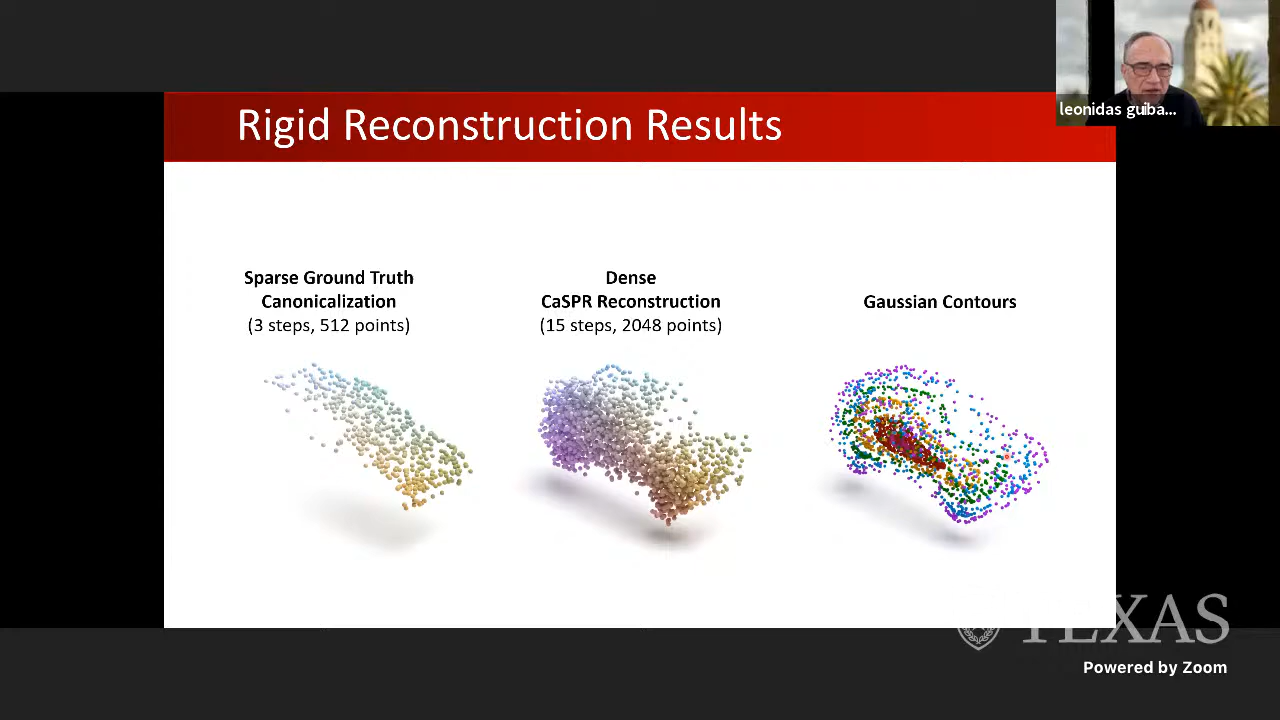 Rigid Reconstruction Results
leonidas guiba...
Sparse Ground Truth
Canonicalization
(3 steps, 512 points)
Dense
CaSPR Reconstruction
(15 steps, 2048 points)
Gaussian Contours
TEXAS
Powered by Zoom